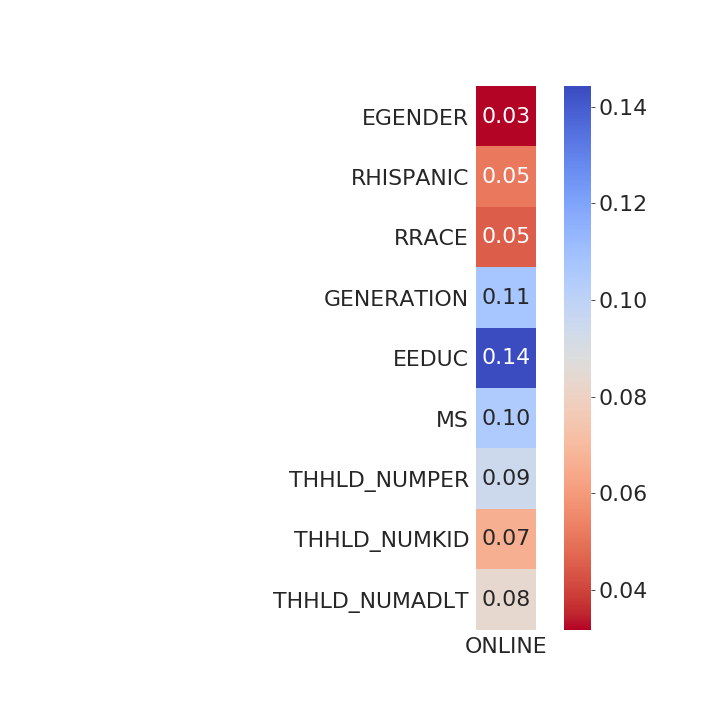 EGENDER 0.03
RHISPANIC 0.05
RRACE 0.05
GENERATION 0.11
EEDUC 0.14
MS 0.10
THHLD_NUMPER 0.09
THHLD_NUMKID 0.07
THHLD_NUMADLT 0.08
ONLINE
0.14
0.12
0.10
0.08
0.06
0.04